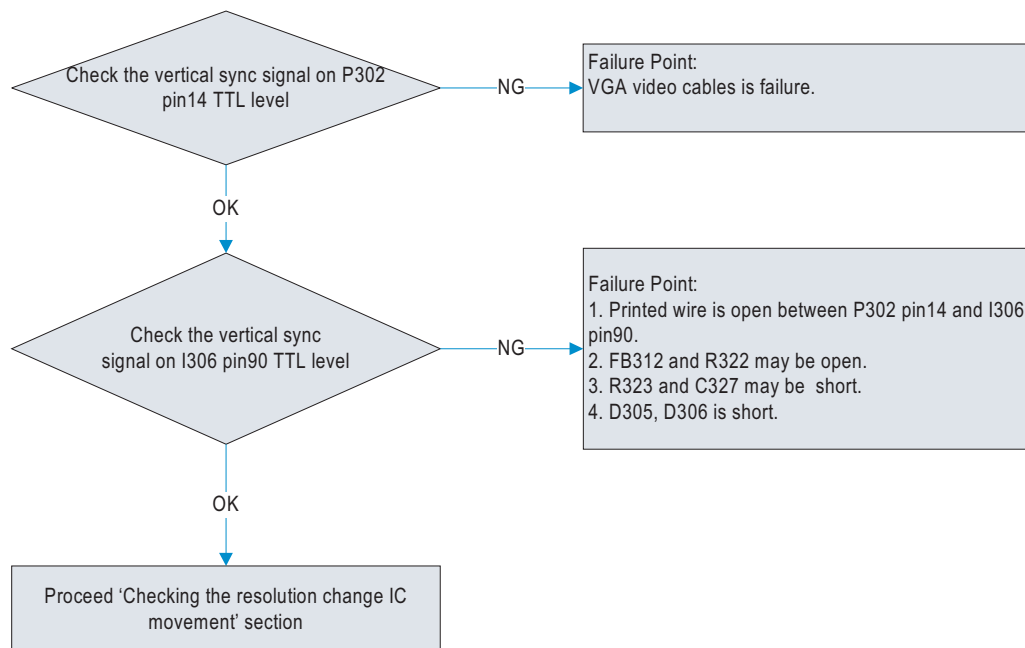 Check the vertical sync signal on P302
pin14 TTL level
NG
Failure Point:
VGA video cables is failure.
OK
Check the vertical sync
signal on I306 pin90 TTL level
NG
Failure Point:
1. Printed wire is open between P302 pin14 and I306
pin90.
2. FB312 and R322 may be open.
3. R323 and C327 may be  short.
4. D305, D306 is short.
OK
Proceed ‘Checking the resolution change IC
movement’ section